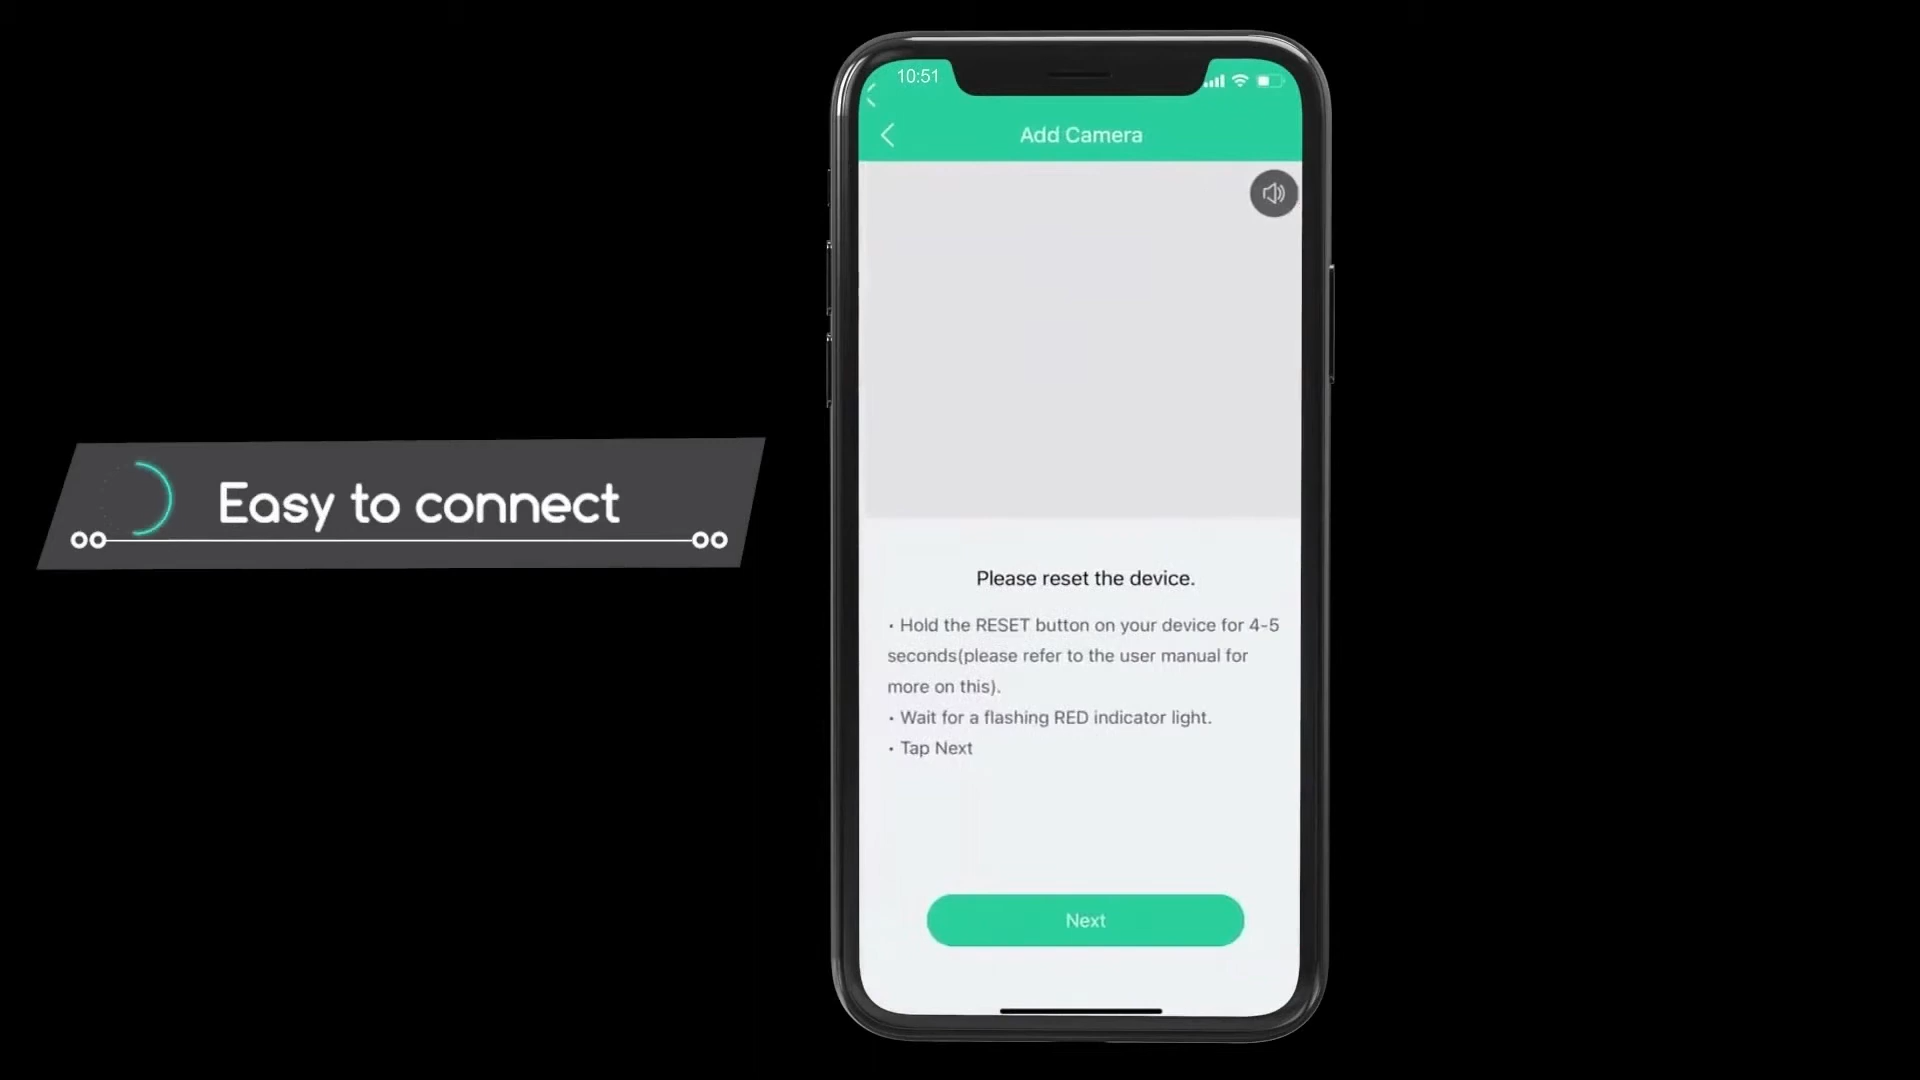 10:51
Add Camera
Easy to connect
Please reset the device.
• Hold the RESET button on your device for 4-5
seconds(please refer to the user manual for
more on this).
• Wait for a flashing RED indicator light.
• Tap Next
Next